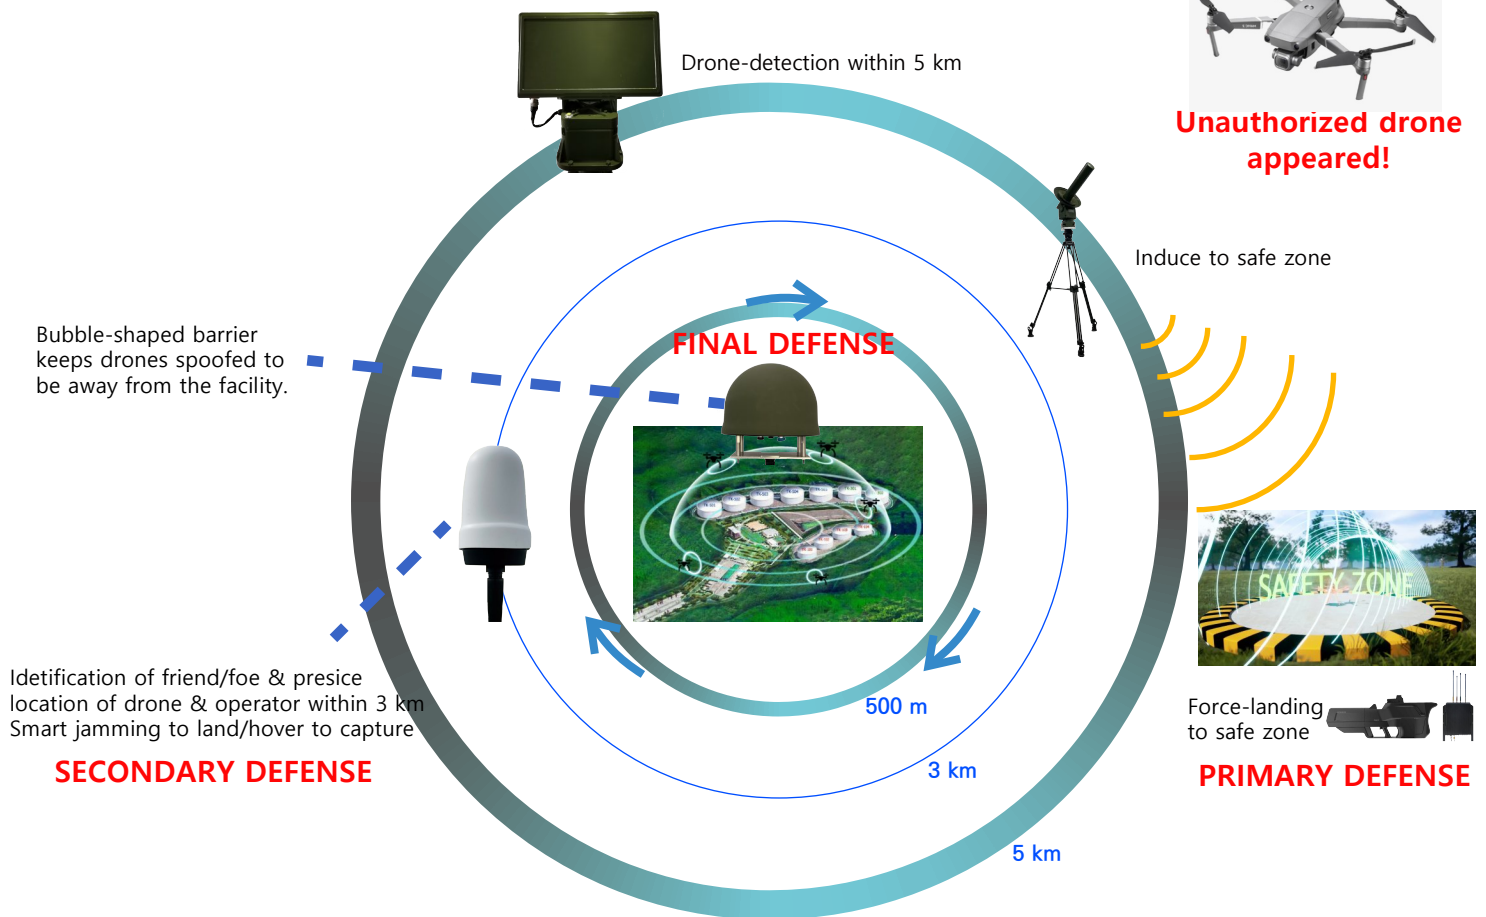 Drone-detection within 5 km
Unauthorized drone
appeared!
Induce to safe zone
Bubble-shaped barrier
keeps drones spoofed to
be away from the facility.
FINAL DEFENSE
SAFETY ZONE
Idetification of friend/foe & presice
location of drone & operator within 3 km
Smart jamming to land/hover to capture
SECONDARY DEFENSE
500 m
3 km
5 km
Force-landing
to safe zone
PRIMARY DEFENSE